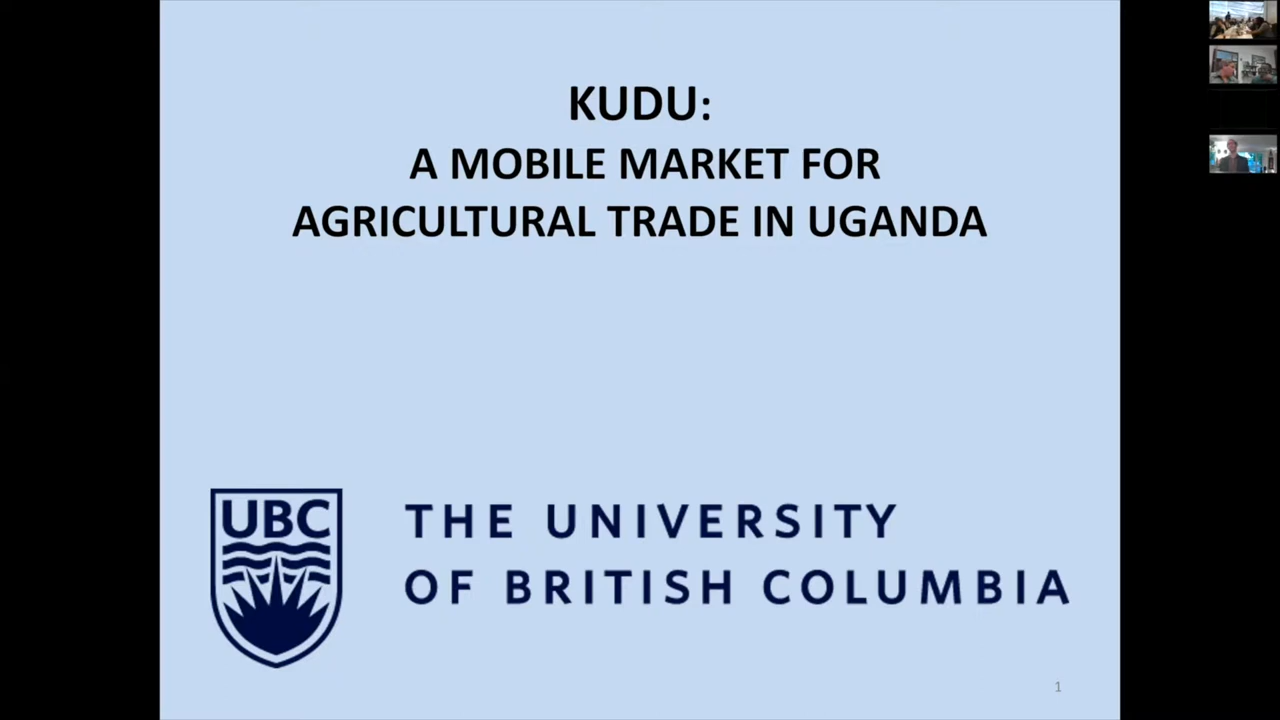 KUDU:
A MOBILE MARKET FOR
AGRICULTURAL TRADE IN UGANDA
UBC
THE UNIVERSITY
OF BRITISH COLUMBIA
1